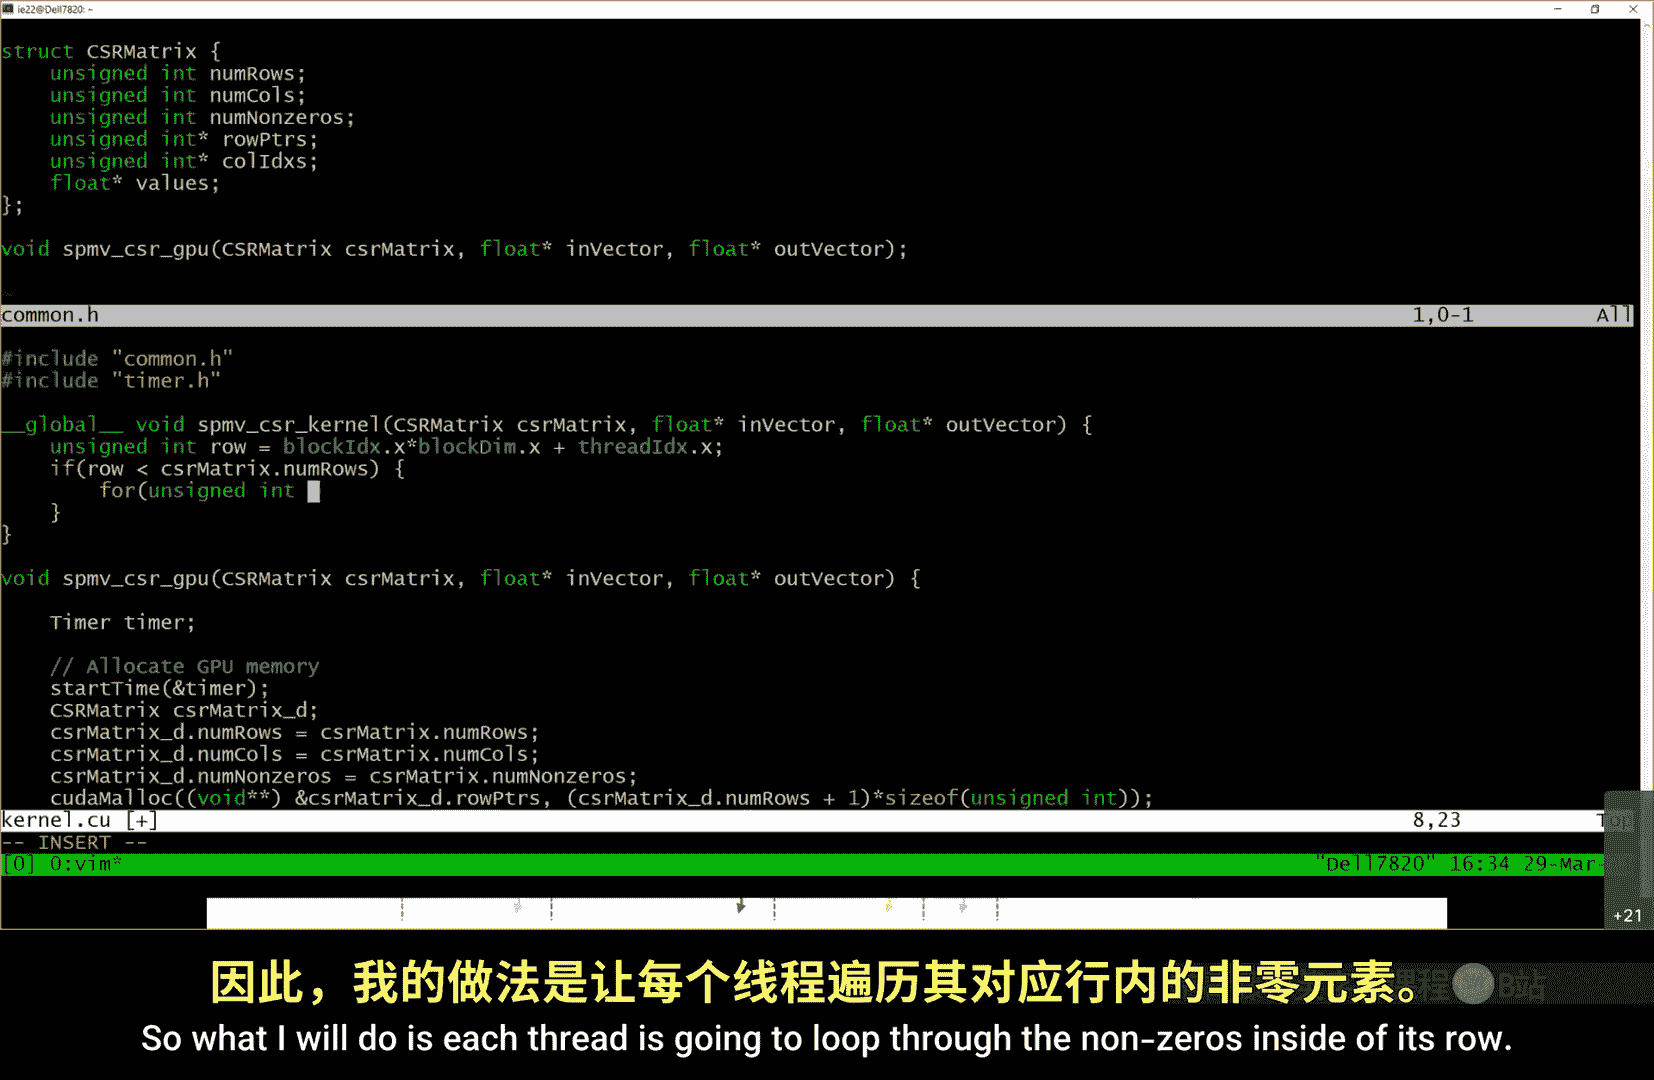 ie22@Dell7820: ~
struct CSRMatrix {
    unsigned int numRows;
    unsigned int numCols;
    unsigned int numNonzeros;
    unsigned int* rowPtrs;
    unsigned int* colIdxs;
    float* values;
};
void spmv_csr_gpu(CSRMatrix csrMatrix, float* inVector, float* outVector);
~
common.h 1,0-1 All
#include "common.h"
#include "timer.h"
__global__ void spmv_csr_kernel(CSRMatrix csrMatrix, float* inVector, float* outVector) {
    unsigned int row = blockIdx.x*blockDim.x + threadIdx.x;
    if(row < csrMatrix.numRows) {
        for(unsigned int
    }
}
void spmv_csr_gpu(CSRMatrix csrMatrix, float* inVector, float* outVector) {
    Timer timer;
    // Allocate GPU memory
    startTime(&timer);
    CSRMatrix csrMatrix_d;
    csrMatrix_d.numRows = csrMatrix.numRows;
    csrMatrix_d.numCols = csrMatrix.numCols;
    csrMatrix_d.numNonzeros = csrMatrix.numNonzeros;
    cudaMalloc((void**) &csrMatrix_d.rowPtrs, (csrMatrix_d.numRows + 1)*sizeof(unsigned int));
kernel.cu [+] 8,23 Top
-- INSERT --
[0] 0:vim* "Dell7820" 16:34 29-Mar-
+21
因此，我的做法是让每个线程遍历其对应行内的非零元素。
程 B站
So what I will do is each thread is going to loop through the non-zeros inside of its row.